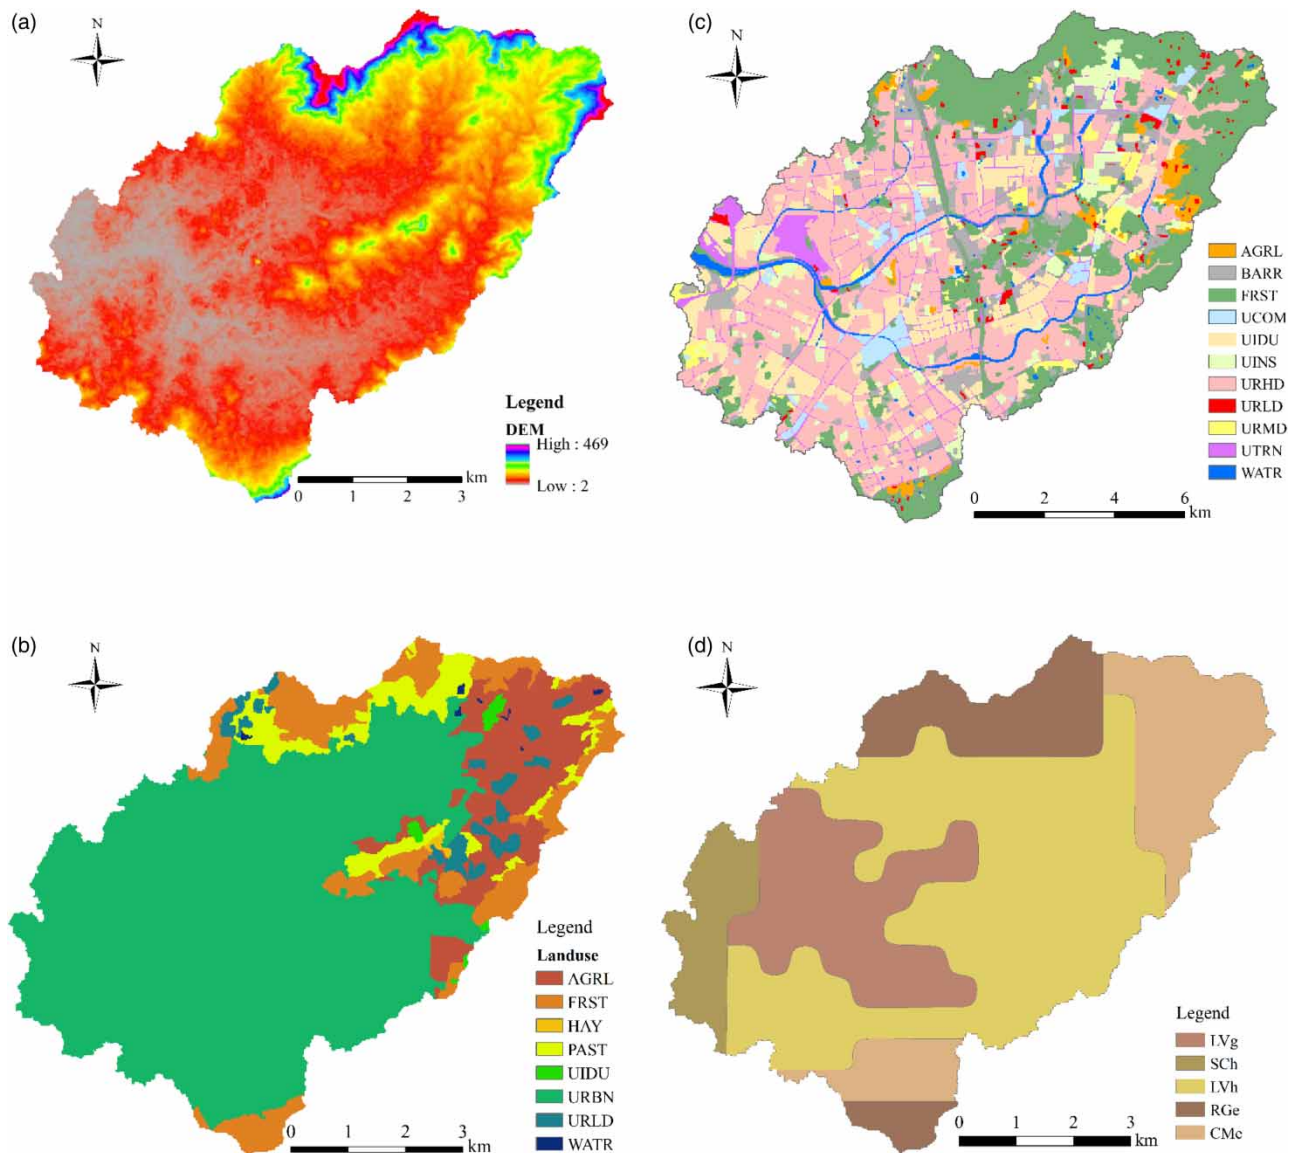 (a)
N
Legend
DEM
High : 469
Low : 2
km
0 1 2 3
(c)
N
AGRL
BARR
FRST
UCOM
UIDU
UINS
URHD
URLD
URMD
UTRN
WATR
0 2 4 6
km
(b)
N
Legend
Landuse
AGRL
FRST
HAY
PAST
UIDU
URBN
URLD
WATR
0 1 2 3
km
(d)
N
Legend
LVg
SCh
LVh
RGe
CMe
0 1 2 3
km